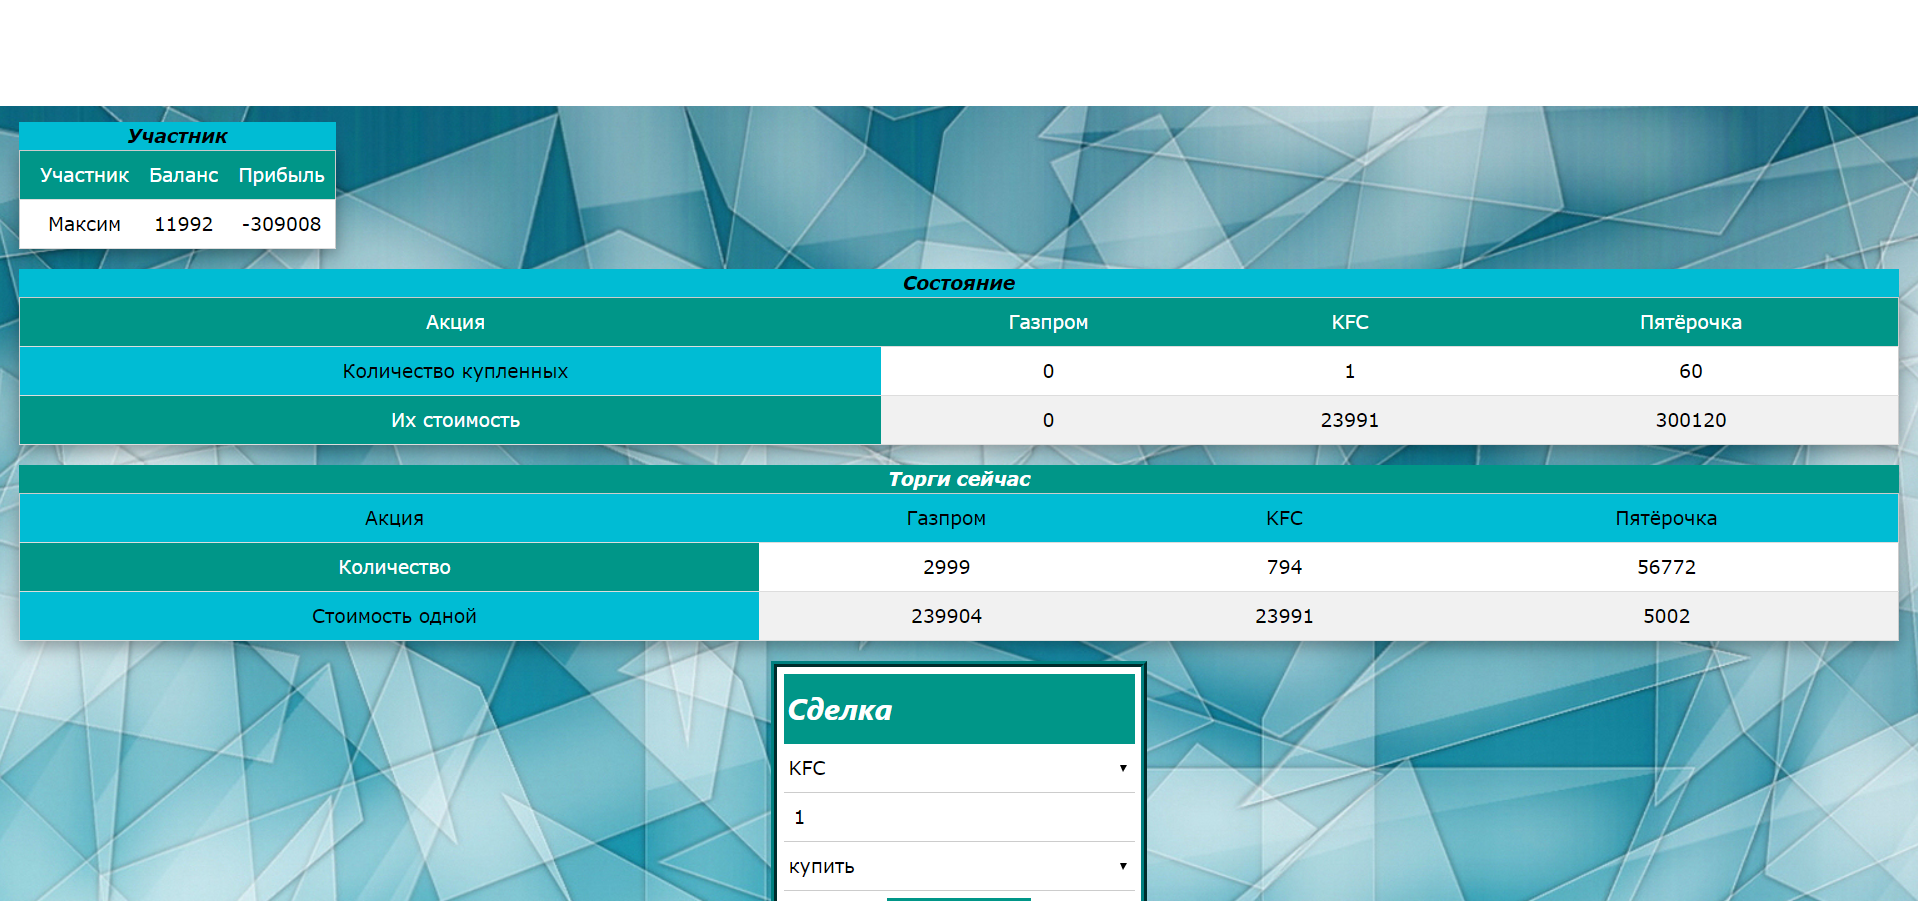 Участник
Участник Баланс Прибыль
Максим 11992 -309008
Состояние
Акция Газпром KFC Пятёрочка
Количество купленных 0 1 60
Их стоимость 0 23991 300120
Торги сейчас
Акция Газпром KFC Пятёрочка
Количество 2999 794 56772
Стоимость одной 239904 23991 5002
Сделка
KFC
1
купить